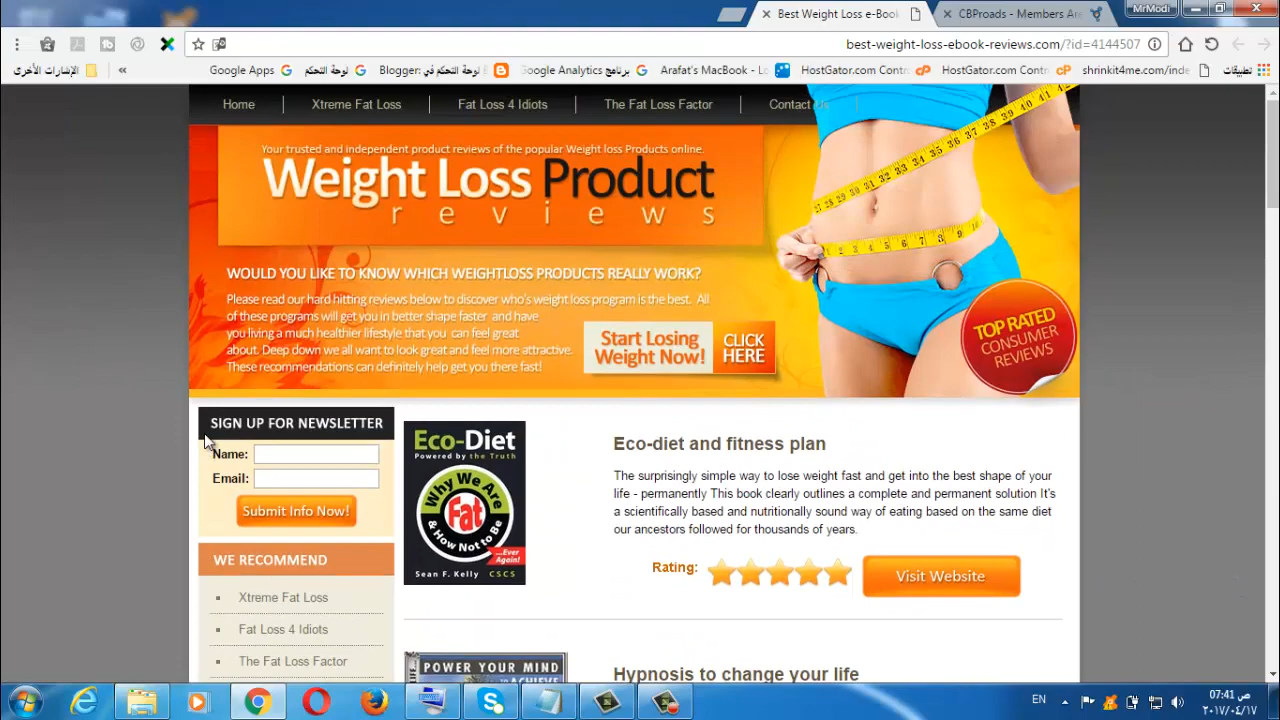 Best Weight Loss e-Book
CBProads - Members Are
MrModi
best-weight-loss-ebook-reviews.com/?id=4144507
الإشارات الأخرى
«
Google Apps
لوحة التحكم
Blogger: لوحة التحكم في
برنامج Google Analytics
Arafat's MacBook - Lo
HostGator.com Contro
HostGator.com Contro
shrinkit4me.com/inde
تطبيقات
Home
Xtreme Fat Loss
Fat Loss 4 Idiots
The Fat Loss Factor
Contact Us
Your trusted and independent product reviews of the popular Weight loss Products online.
Weight Loss Product
reviews
WOULD YOU LIKE TO KNOW WHICH WEIGHTLOSS PRODUCTS REALLY WORK?
Please read our hard hitting reviews below to discover who's weight loss program is the best. All
of these programs will get you in better shape faster and have
you living a much healthier lifestyle that you can feel great
about. Deep down we all want to look great and feel more attractive.
These recommendations can definitely help get you there fast!
Start Losing
Weight Now!
CLICK
HERE
TOP RATED
CONSUMER
REVIEWS
SIGN UP FOR NEWSLETTER
Name:
Email:
Submit Info Now!
WE RECOMMEND
Xtreme Fat Loss
Fat Loss 4 Idiots
The Fat Loss Factor
Eco-Diet
Powered by the Truth
Why We Are
Fat
& How Not to Be
...Ever
Again!
Sean F. Kelly CSCS
Eco-diet and fitness plan
The surprisingly simple way to lose weight fast and get into the best shape of your
life - permanently This book clearly outlines a complete and permanent solution It's
a scientifically based and nutritionally sound way of eating based on the same diet
our ancestors followed for thousands of years.
Rating:
Visit Website
POWER YOUR MIND
Hypnosis to change your life
EN
07:41 ص
٢٠١٧/٠٤/١٧